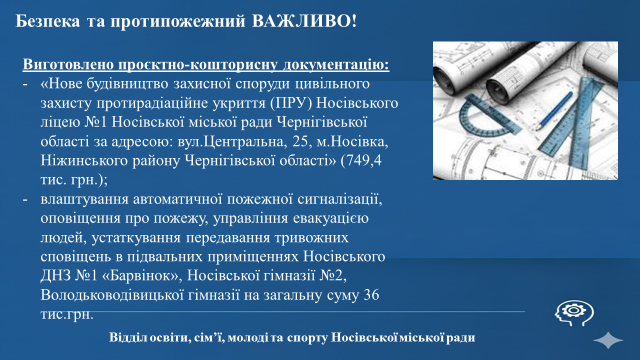 Безпека та протипожежний ВАЖЛИВО!
Виготовлено проєктно-кошторисну документацію:
- «Нове будівництво захисної споруди цивільного
захисту протирадіаційне укриття (ПРУ) Носівського
ліцею №1 Носівської міської ради Чернігівської
області за адресою: вул.Центральна, 25, м.Носівка,
Ніжинського району Чернігівської області» (749,4
тис. грн.);
- влаштування автоматичної пожежної сигналізації,
оповіщення про пожежу, управління евакуацією
людей, устаткування передавання тривожних
сповіщень в підвальних приміщеннях Носівського
ДНЗ №1 «Барвінок», Носівської гімназії №2,
Володьководівицької гімназії на загальну суму 36
тис.грн.
Відділ освіти, сім’ї, молоді та спорту Носівської міської ради